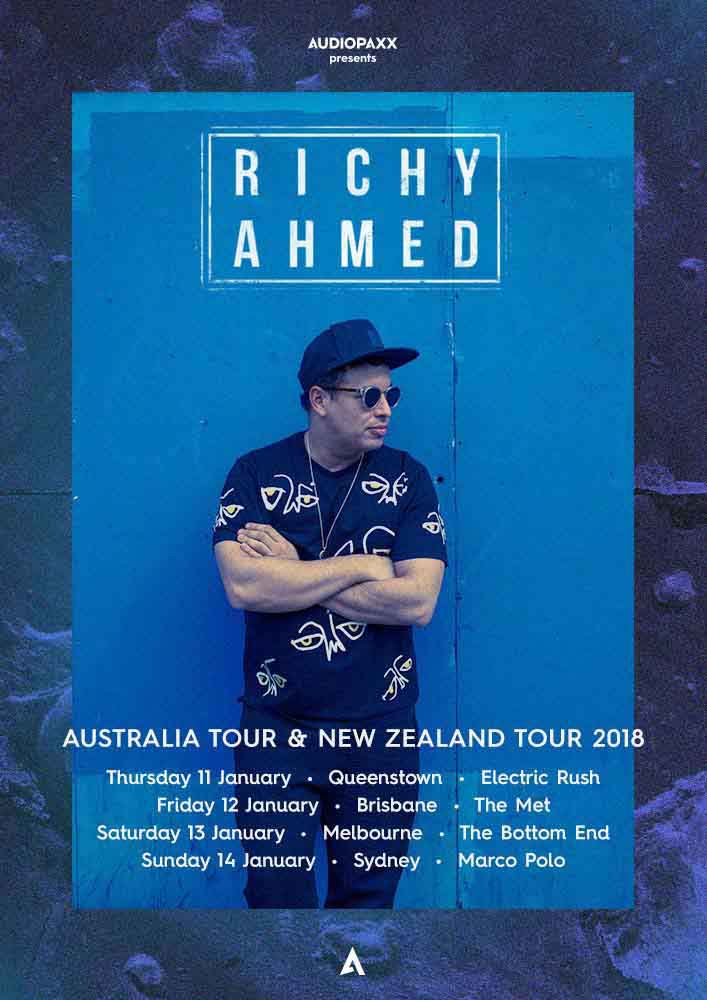 AUDIOPAXX
presents
RICHY
AHMED
AUSTRALIA TOUR & NEW ZEALAND TOUR 2018
Thursday 11 January • Queenstown • Electric Rush
Friday 12 January • Brisbane • The Met
Saturday 13 January • Melbourne • The Bottom End
Sunday 14 January • Sydney • Marco Polo